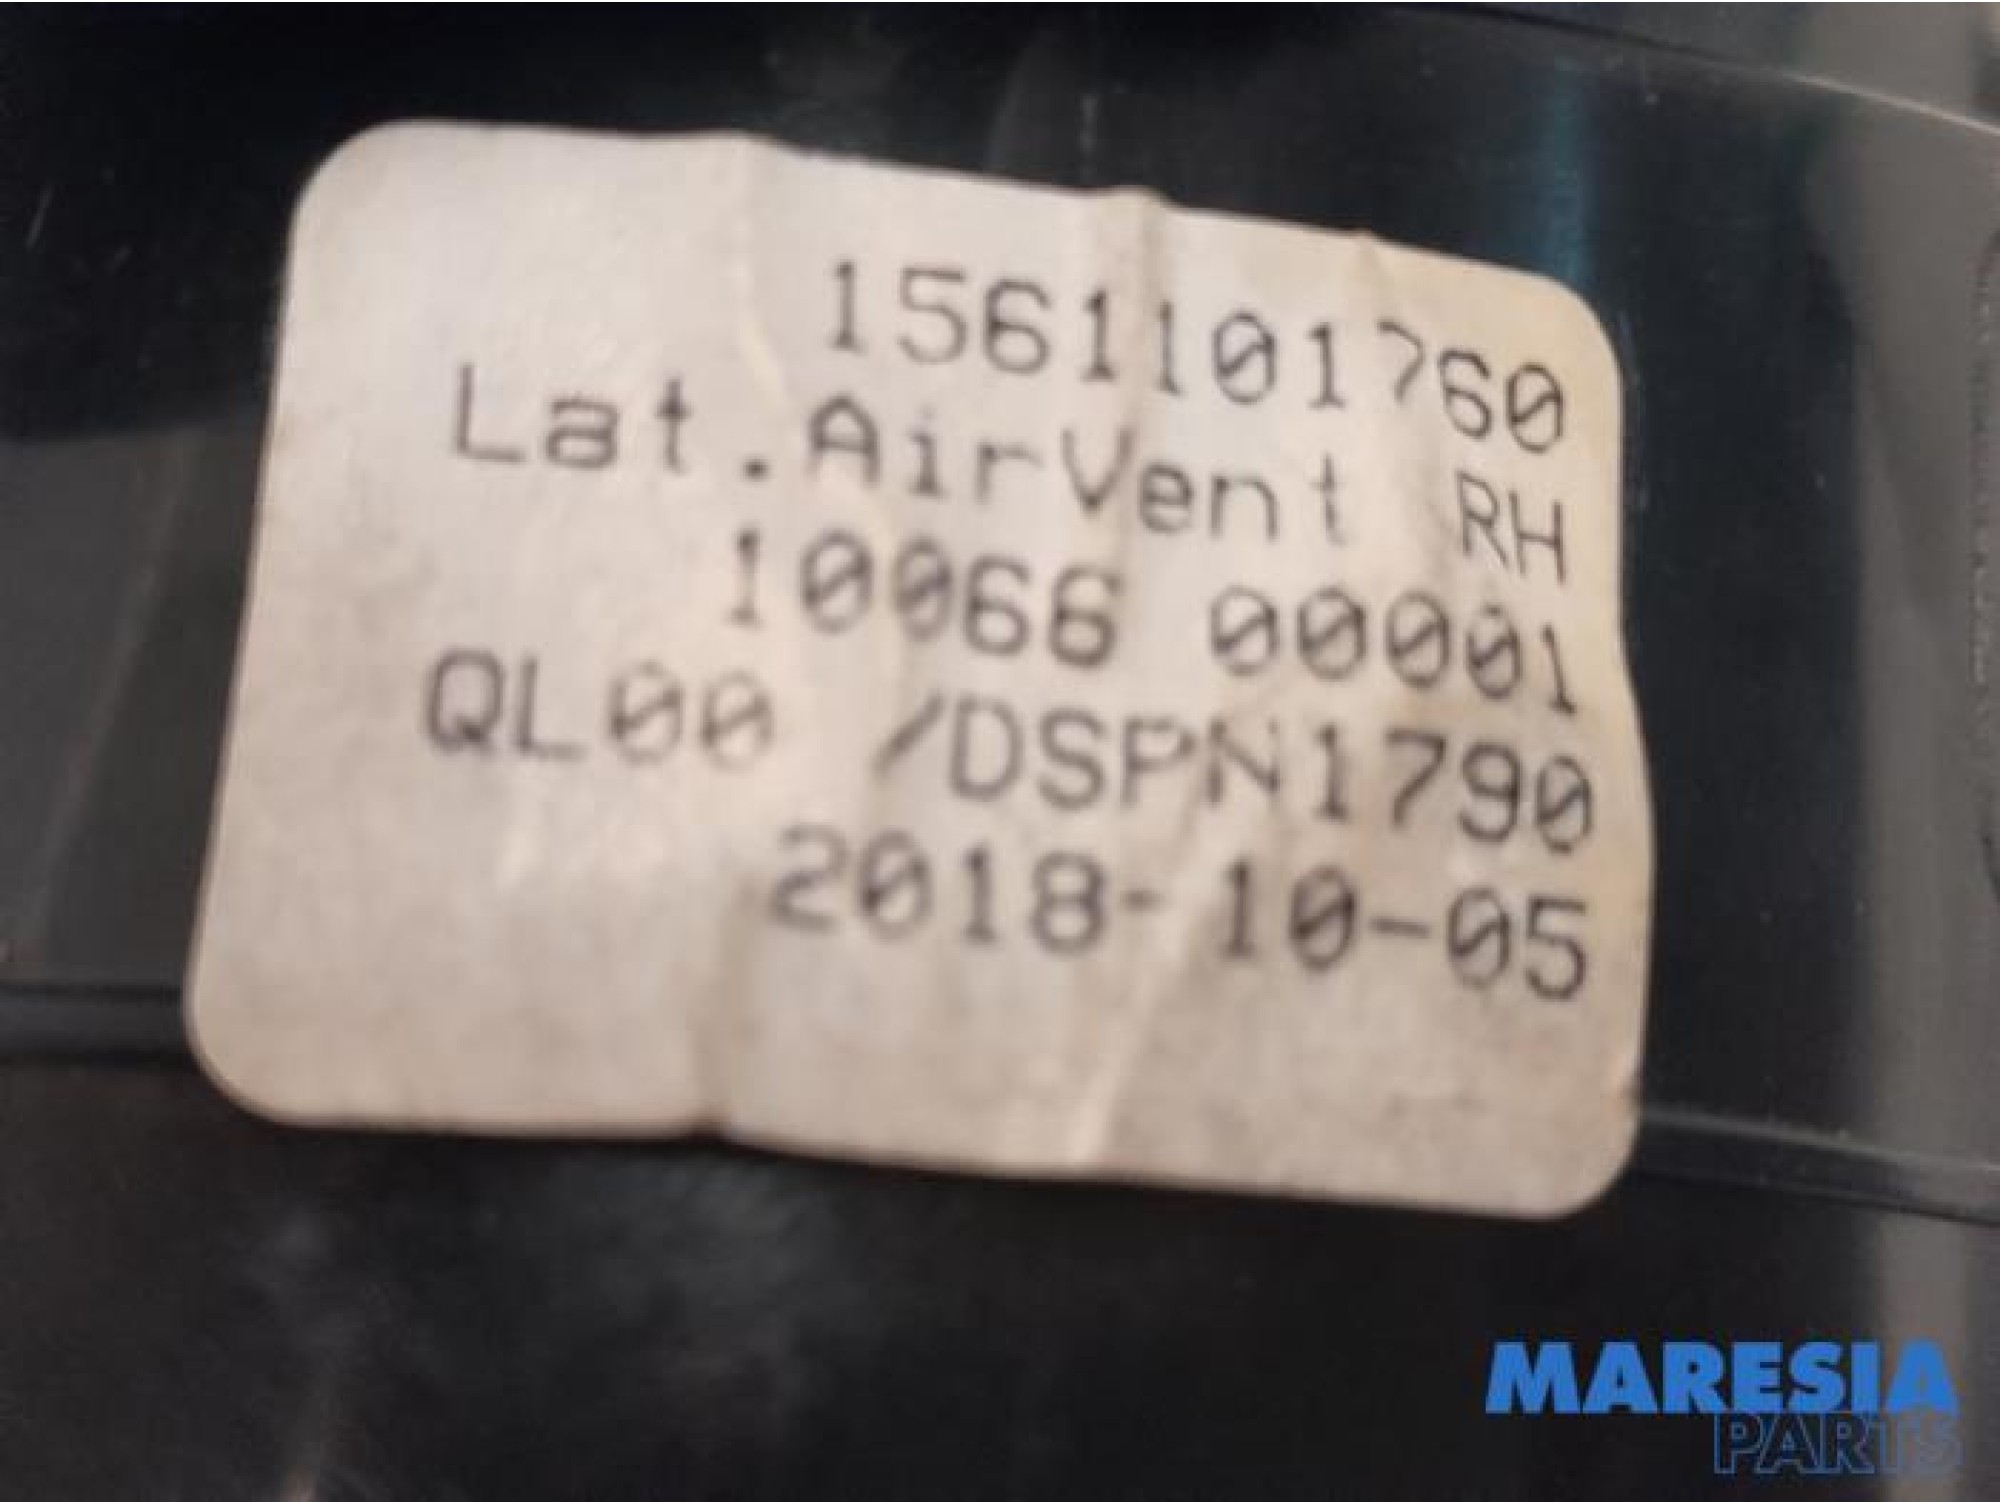 1561101760
Lat.AirVent RH
10066 00001
QL00 /DSPN1790
2018-10-05
MARESIA
PARTS